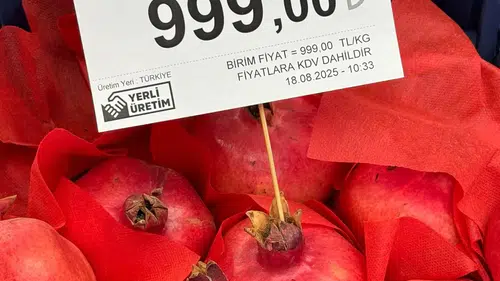 999,00
BİRİM FİYAT = 999.00 TL/KG
FİYATLARA KDV DAHİLDİR
18.08.2025 - 10:33
Üretim Yeri : TÜRKİYE
YERLİ
ÜRETİM